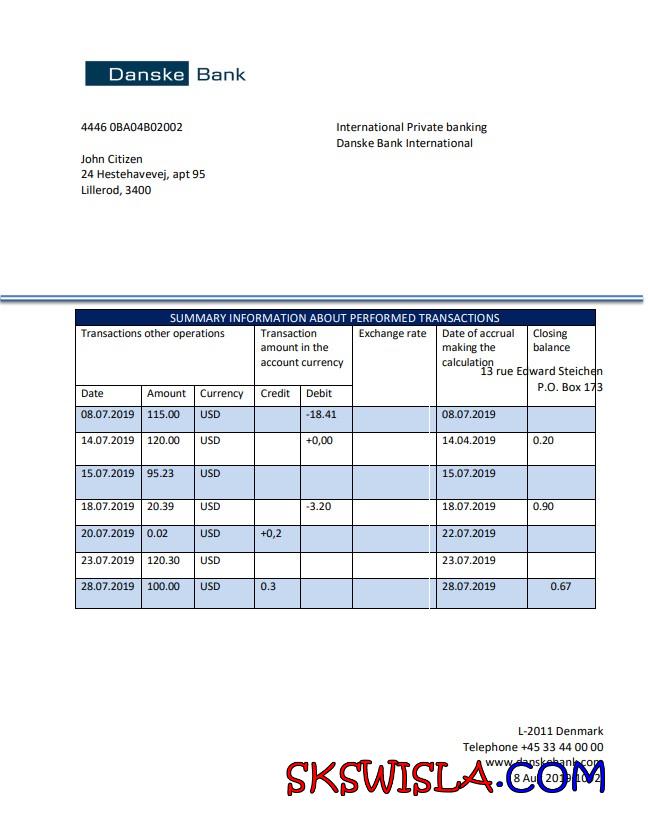 Danske Bank
4446 0BA04B02002
International Private banking
Danske Bank International
John Citizen
24 Hestehavevej, apt 95
Lillerod, 3400
SUMMARY INFORMATION ABOUT PERFORMED TRANSACTIONS
Transactions other operations
Transaction amount in the account currency
Exchange rate
Date of accrual making the calculation
Closing balance
13 rue Edward Steichen
P.O. Box 173
Date Amount Currency Credit Debit
08.07.2019 115.00 USD -18.41 08.07.2019
14.07.2019 120.00 USD +0,00 14.04.2019 0.20
15.07.2019 95.23 USD 15.07.2019
18.07.2019 20.39 USD -3.20 18.07.2019 0.90
20.07.2019 0.02 USD +0,2 22.07.2019
23.07.2019 120.30 USD 23.07.2019
28.07.2019 100.00 USD 0.3 28.07.2019 0.67
L-2011 Denmark
Telephone +45 33 44 00 00
www.danskebank.com
SKSWISLA.COM